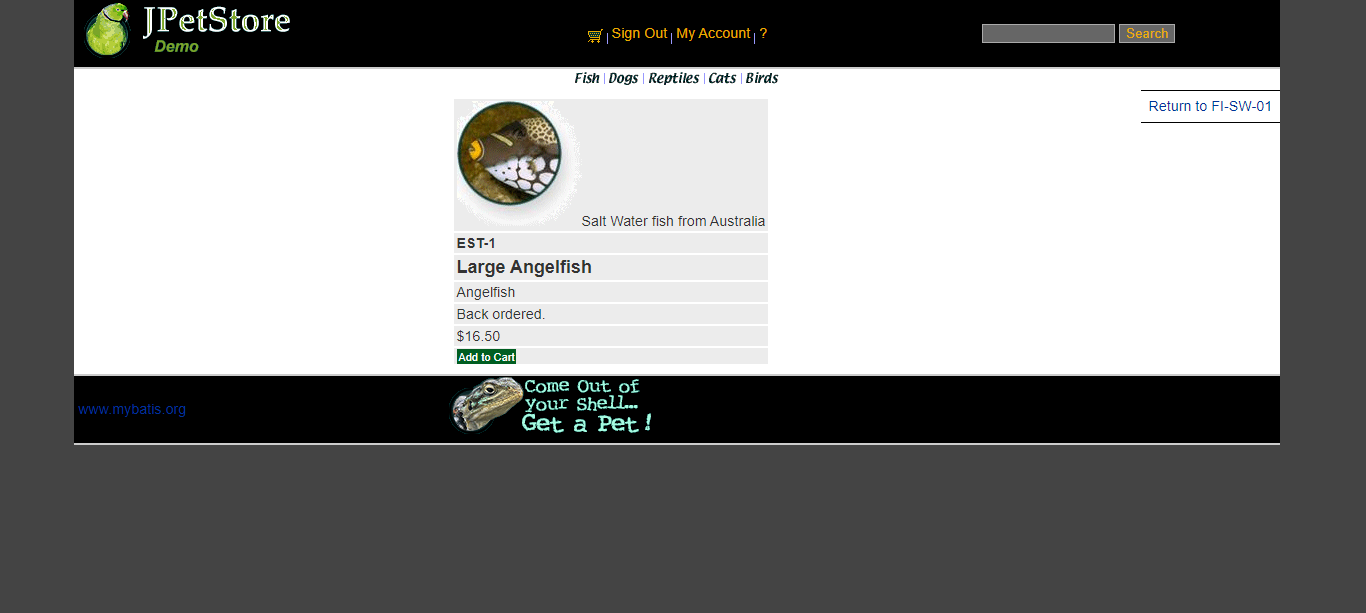 JPetStore
Demo
Sign Out | My Account | ?
Search
Fish | Dogs | Reptiles | Cats | Birds
Return to FI-SW-01
Salt Water fish from Australia
EST-1
Large Angelfish
Angelfish
Back ordered.
$16.50
Add to Cart
www.mybatis.org
Come Out of
your Shell...
Get a Pet!